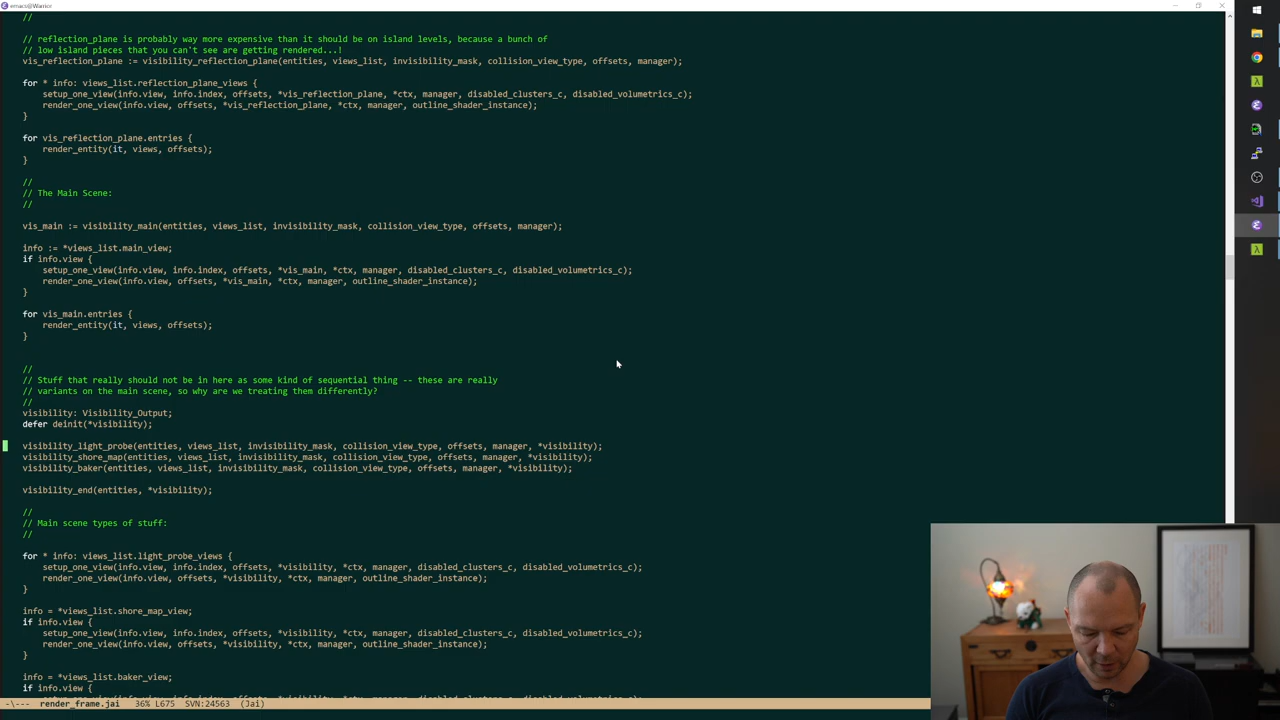 emacs@Warrior
//
// reflection_plane is probably way more expensive than it should be on island levels, because a bunch of
// low island pieces that you can't see are getting rendered...!
vis_reflection_plane := visibility_reflection_plane(entities, views_list, invisibility_mask, collision_view_type, offsets, manager);
for * info: views_list.reflection_plane_views {
setup_one_view(info.view, info.index, offsets, *vis_reflection_plane, *ctx, manager, disabled_clusters_c, disabled_volumetrics_c);
render_one_view(info.view, offsets, *vis_reflection_plane, *ctx, manager, outline_shader_instance);
}
for vis_reflection_plane.entries {
render_entity(it, views, offsets);
}
//
// The Main Scene:
//
vis_main := visibility_main(entities, views_list, invisibility_mask, collision_view_type, offsets, manager);
info := *views_list.main_view;
if info.view {
setup_one_view(info.view, info.index, offsets, *vis_main, *ctx, manager, disabled_clusters_c, disabled_volumetrics_c);
render_one_view(info.view, offsets, *vis_main, *ctx, manager, outline_shader_instance);
}
for vis_main.entries {
render_entity(it, views, offsets);
}
//
// Stuff that really should not be in here as some kind of sequential thing -- these are really
// variants on the main scene, so why are we treating them differently?
//
visibility: Visibility_Output;
defer deinit(*visibility);
visibility_light_probe(entities, views_list, invisibility_mask, collision_view_type, offsets, manager, *visibility);
visibility_shore_map(entities, views_list, invisibility_mask, collision_view_type, offsets, manager, *visibility);
visibility_baker(entities, views_list, invisibility_mask, collision_view_type, offsets, manager, *visibility);
visibility_end(entities, *visibility);
//
// Main scene types of stuff:
//
for * info: views_list.light_probe_views {
setup_one_view(info.view, info.index, offsets, *visibility, *ctx, manager, disabled_clusters_c, disabled_volumetrics_c);
render_one_view(info.view, offsets, *visibility, *ctx, manager, outline_shader_instance);
}
info = *views_list.shore_map_view;
if info.view {
setup_one_view(info.view, info.index, offsets, *visibility, *ctx, manager, disabled_clusters_c, disabled_volumetrics_c);
render_one_view(info.view, offsets, *visibility, *ctx, manager, outline_shader_instance);
}
info = *views_list.baker_view;
if info.view {
-\--- render_frame.jai 36% L675 SVN:24563 (Jai)